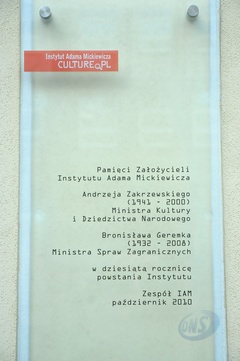 Instytut Adama Mickiewicza
CULTURE.PL
Pamięci Założycieli
Instytutu Adama Mickiewicza
Andrzeja Zakrzewskiego
(1941 - 2000)
Ministra Kultury
i Dziedzictwa Narodowego
Bronisława Geremka
(1932 - 2008)
Ministra Spraw Zagranicznych
w dziesiątą rocznicę
powstania Instytutu
Zespół IAM
październik 2010